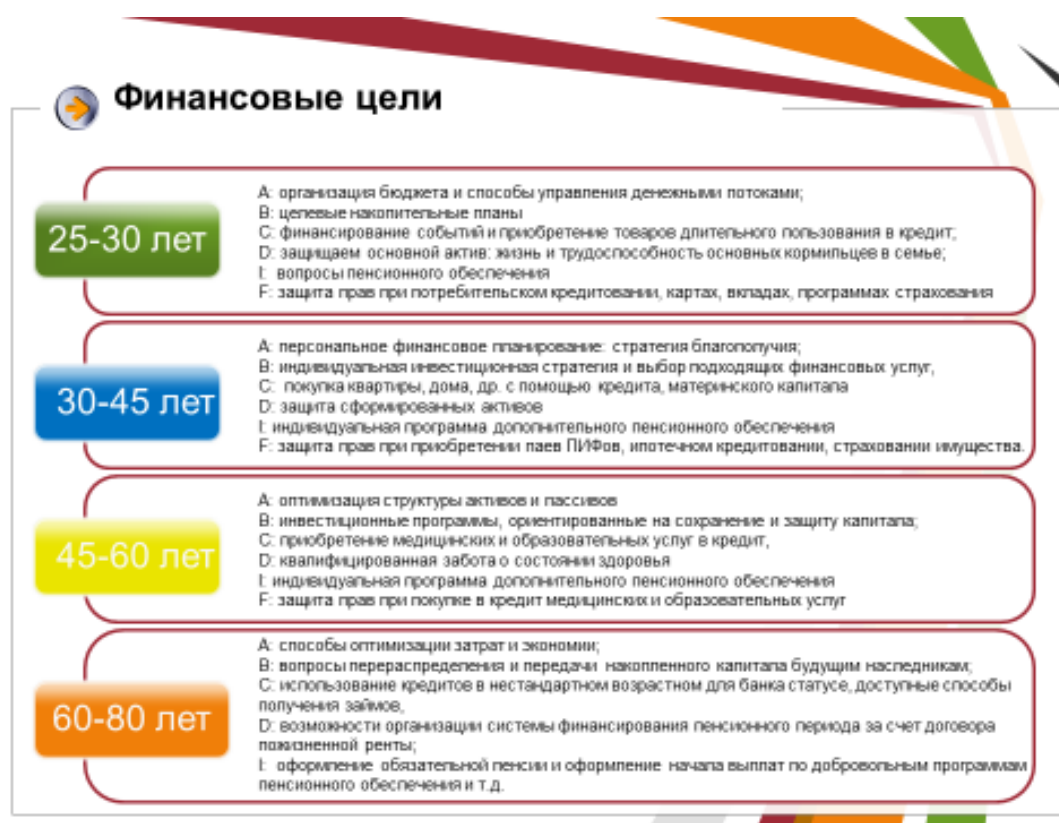 Финансовые цели
25-30 лет
А: организация бюджета и способы управления денежными потоками;
В: целевые накопительные планы
С: финансирование событий и приобретение товаров длительного пользования в кредит;
D: защищаем основной актив: жизнь и трудоспособность основных кормильцев в семье;
I: вопросы пенсионного обеспечения
F: защита прав при потребительском кредитовании, картах, вкладах, программах страхования
30-45 лет
А: персональное финансовое планирование: стратегия благополучия;
В: индивидуальная инвестиционная стратегия и выбор подходящих финансовых услуг,
С: покупка квартиры, дома, др. с помощью кредита, материнского капитала
D: защита сформированных активов
I: индивидуальная программа дополнительного пенсионного обеспечения
F: защита прав при приобретении паев ПИФов, ипотечном кредитовании, страховании имущества.
45-60 лет
А: оптимизация структуры активов и пассивов
В: инвестиционные программы, ориентированные на сохранение и защиту капитала;
С: приобретение медицинских и образовательных услуг в кредит,
D: квалифицированная забота о состоянии здоровья
I: индивидуальная программа дополнительного пенсионного обеспечения
F: защита прав при покупке в кредит медицинских и образовательных услуг
60-80 лет
А: способы оптимизации затрат и экономии;
В: вопросы перераспределения и передачи накопленного капитала будущим наследникам;
С: использование кредитов в нестандартном возрастном для банка статусе, доступные способы
получения займов,
D: возможности организации системы финансирования пенсионного периода за счет договора
пожизненной ренты;
I: оформление обязательной пенсии и оформление начала выплат по добровольным программам
пенсионного обеспечения и т.д.